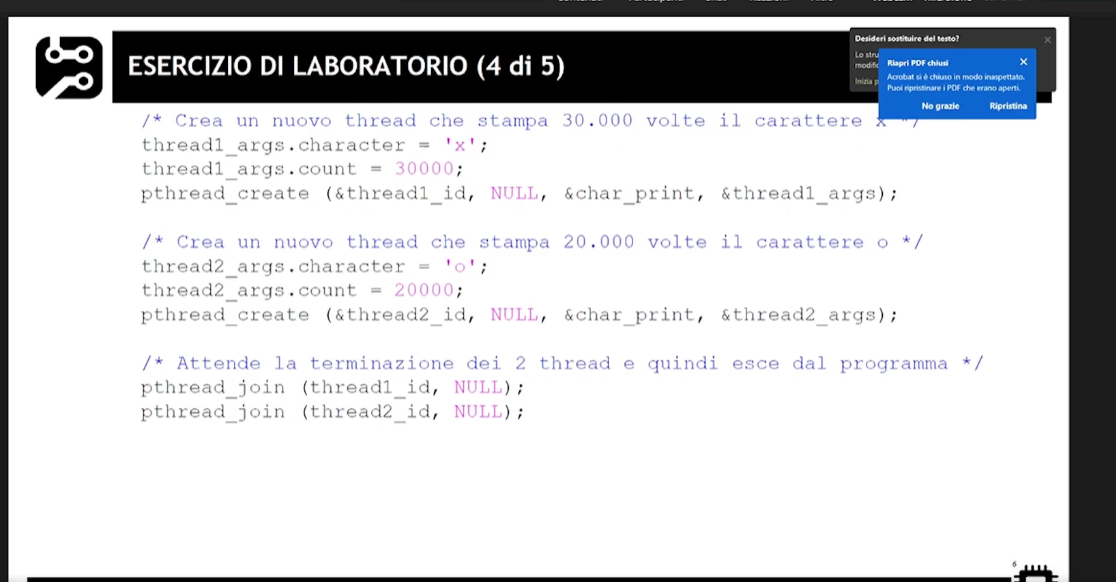 ESERCIZIO DI LABORATORIO (4 di 5)
Desideri sostituire del testo?
Lo stru
modific
Inizia p
Riapri PDF chiusi
Acrobat si è chiuso in modo inaspettato.
Puoi ripristinare i PDF che erano aperti.
No grazie Ripristina
/* Crea un nuovo thread che stampa 30.000 volte il carattere x */
thread1_args.character = 'x';
thread1_args.count = 30000;
pthread_create (&thread1_id, NULL, &char_print, &thread1_args);
/* Crea un nuovo thread che stampa 20.000 volte il carattere o */
thread2_args.character = 'o';
thread2_args.count = 20000;
pthread_create (&thread2_id, NULL, &char_print, &thread2_args);
/* Attende la terminazione dei 2 thread e quindi esce dal programma */
pthread_join (thread1_id, NULL);
pthread_join (thread2_id, NULL);
6